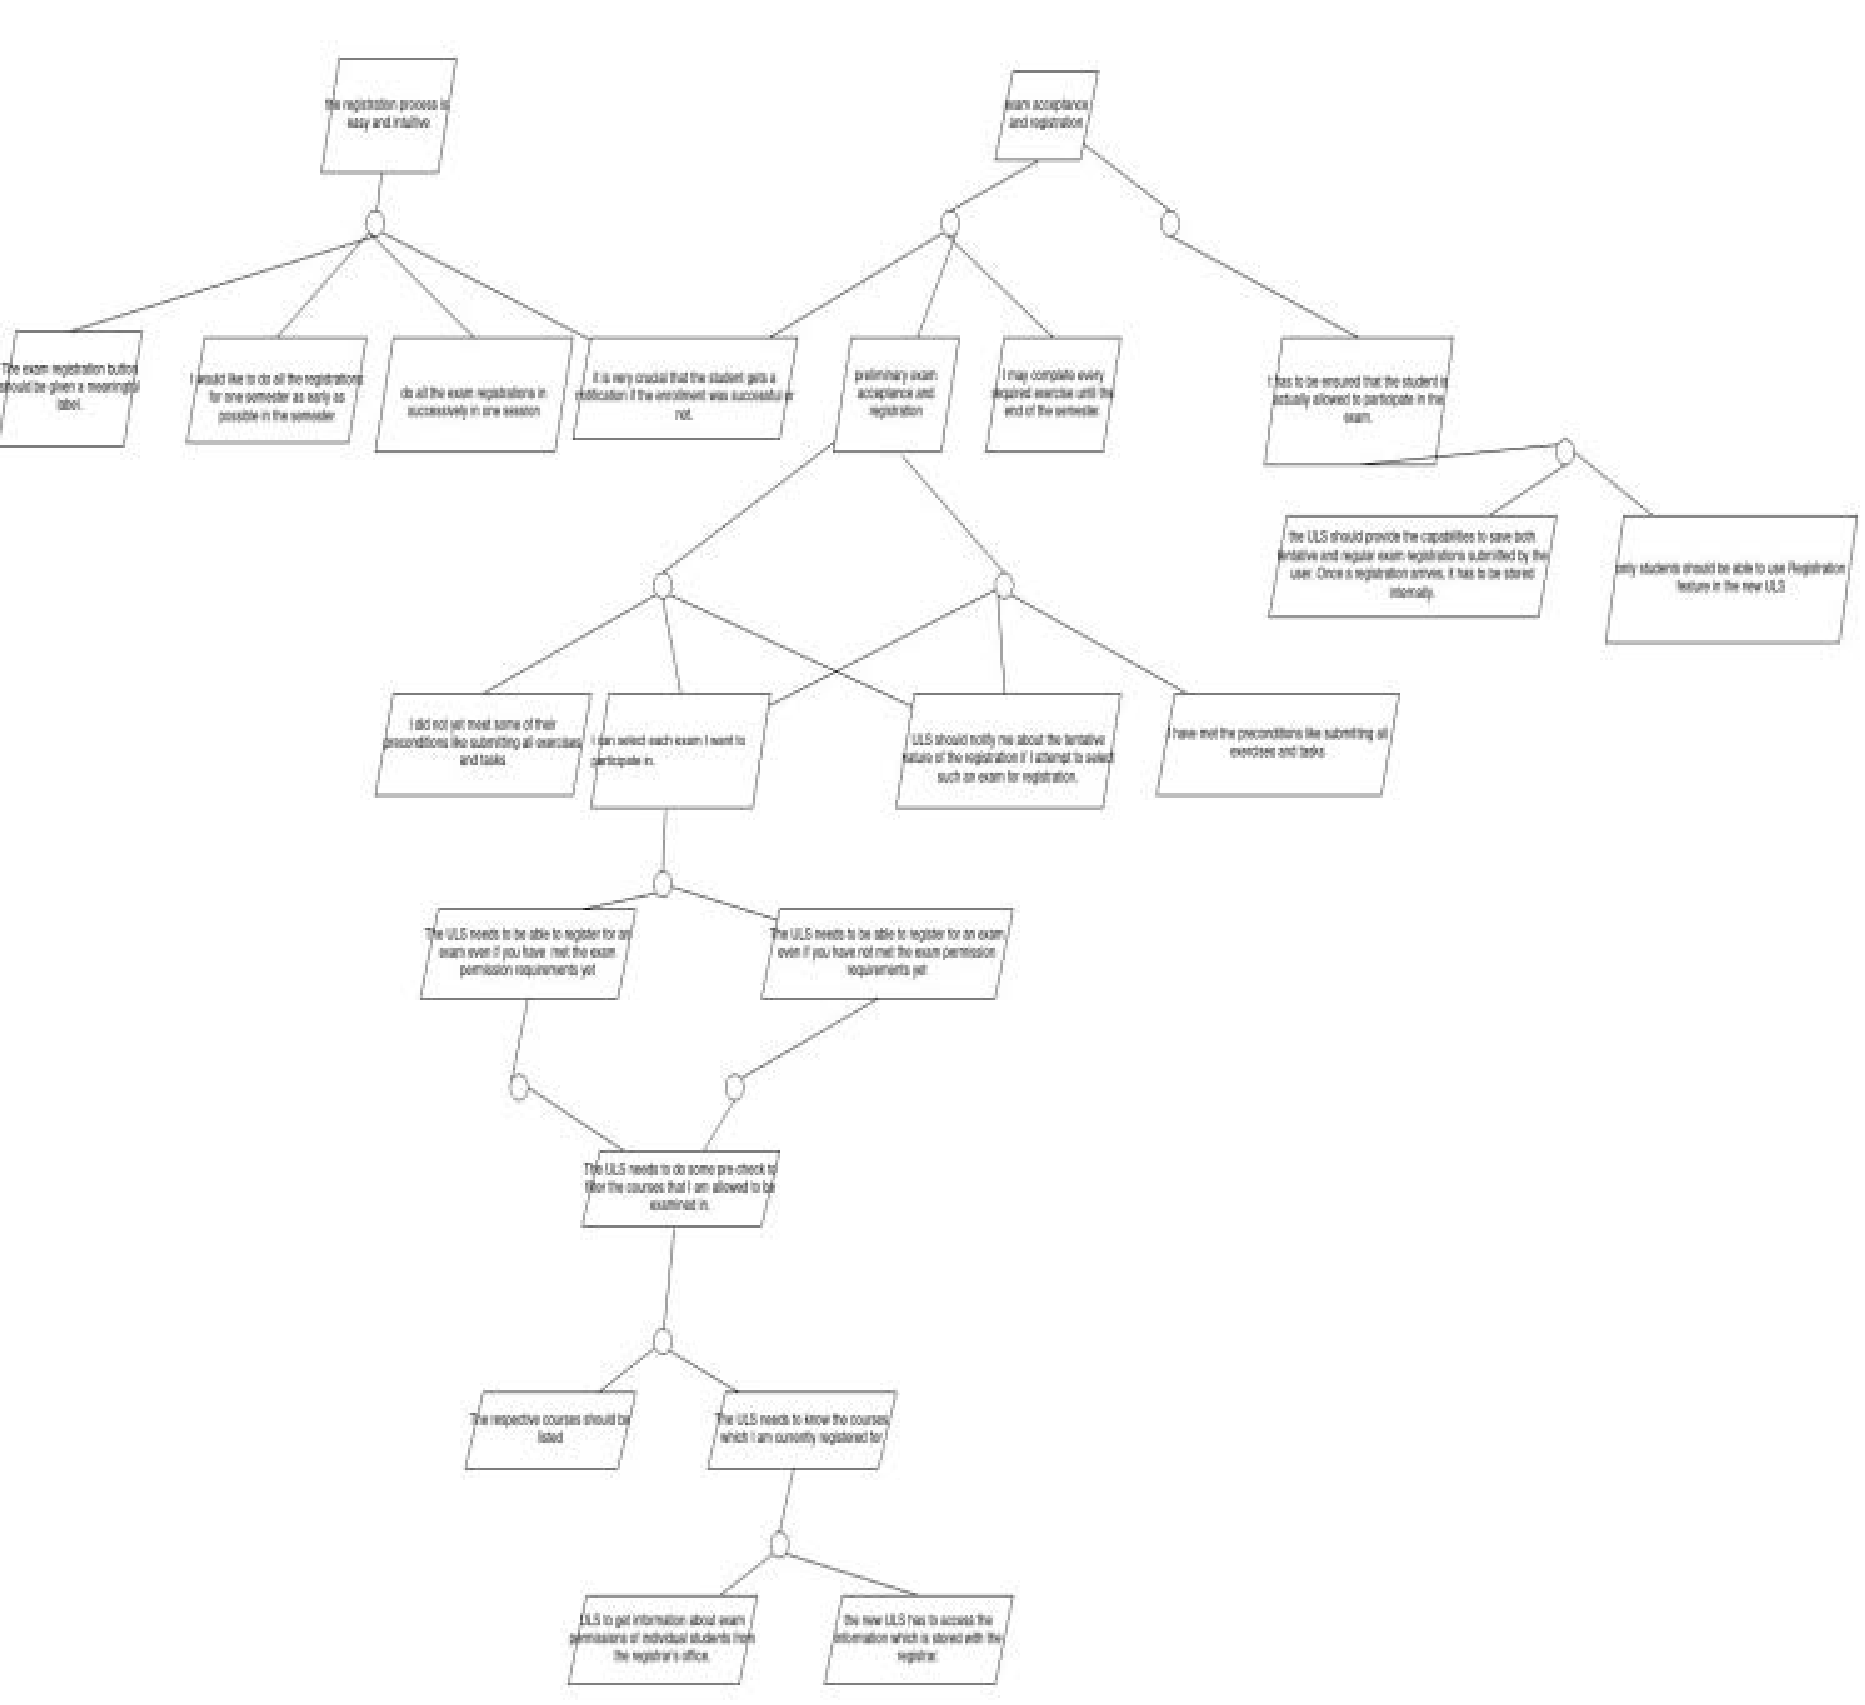 the registration process is
easy and intuitive
exam acceptance
and registration
The exam registration button
should be given a meaningful
label.
I would like to do all the registrations
for one semester as early as
possible in the semester
do all the exam registrations in
successively in one session
It is very crucial that the student gets a
notification if the enrollment was successful or
not.
preliminary exam
acceptance and
registration
I may complete every
required exercise until the
end of the semester
It has to be ensured that the student is
actually allowed to participate in the
exam.
the ULS should provide the capabilities to save both
tentative and regular exam registrations submitted by the
user. Once a registration arrives, it has to be stored
internally.
only students should be able to use Registration
feature in the new ULS
I did not yet meet some of their
preconditions like submitting all exercises
and tasks
I can select each exam I want to
participate in.
ULS should notify me about the tentative
nature of the registration if I attempt to select
such an exam for registration.
I have met the preconditions like submitting all
exercises and tasks
The ULS needs to be able to register for an
exam even if you have met the exam
permission requirements yet
The ULS needs to be able to register for an exam
even if you have not met the exam permission
requirements yet
The ULS needs to do some pre-check to
filter the courses that I am allowed to be
examined in.
The respective courses should be
listed
The ULS needs to know the courses
which I am currently registered for
ULS to get information about exam
permissions of individual students from
the registrar's office.
the new ULS has to access the
information which is stored with the
registrar.